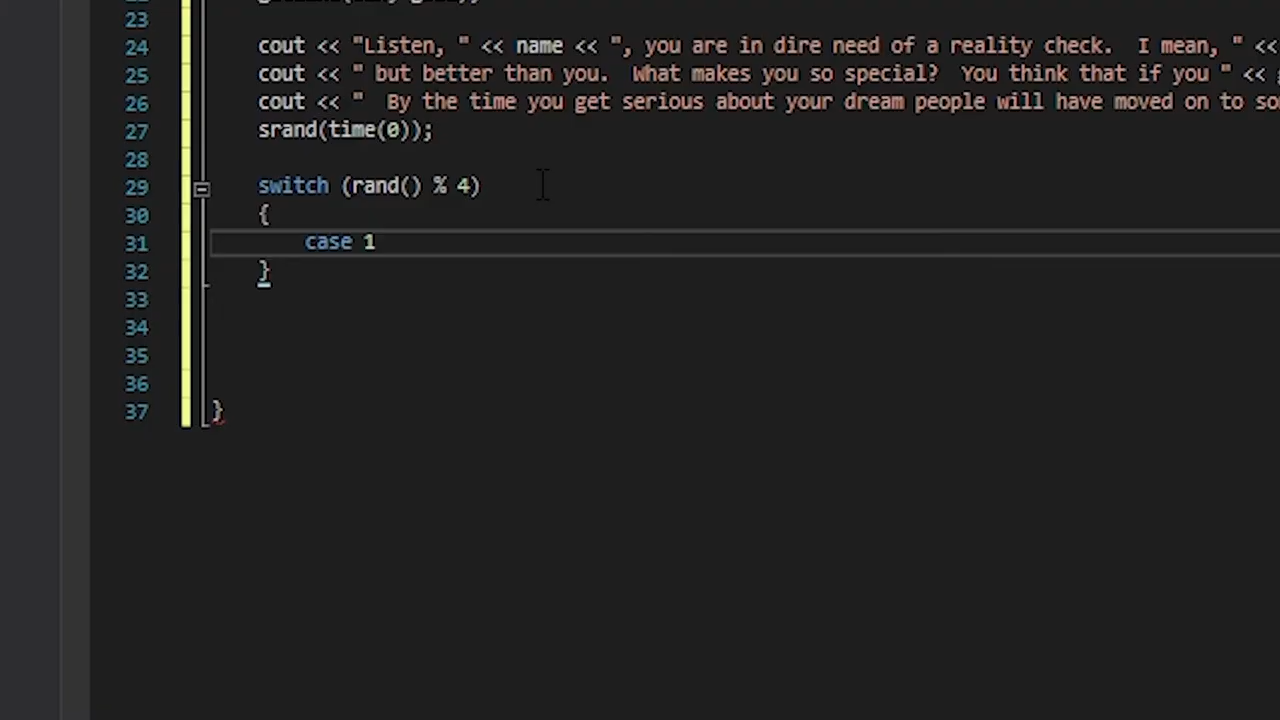 23
24 cout << "Listen, " << name << ", you are in dire need of a reality check.  I mean, " <<
25 cout << " but better than you.  What makes you so special?  You think that if you " <<
26 cout << "  By the time you get serious about your dream people will have moved on to so
27 srand(time(0));
28
29 switch (rand() % 4)
30 {
31 case 1
32 }
33
34
35
36
37 }